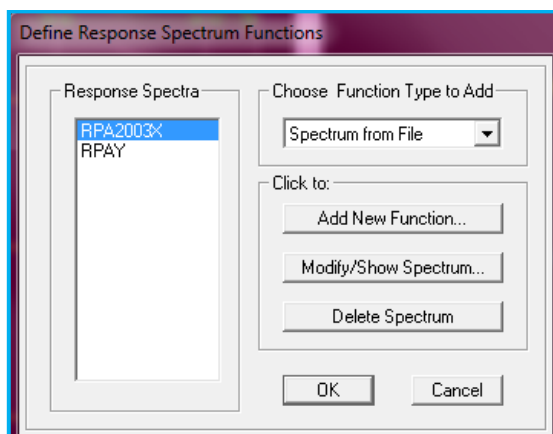 Define Response Spectrum Functions
Response Spectra
RPA2003X
RPAY
Choose Function Type to Add
Spectrum from File
Click to:
Add New Function...
Modify/Show Spectrum...
Delete Spectrum
OK
Cancel